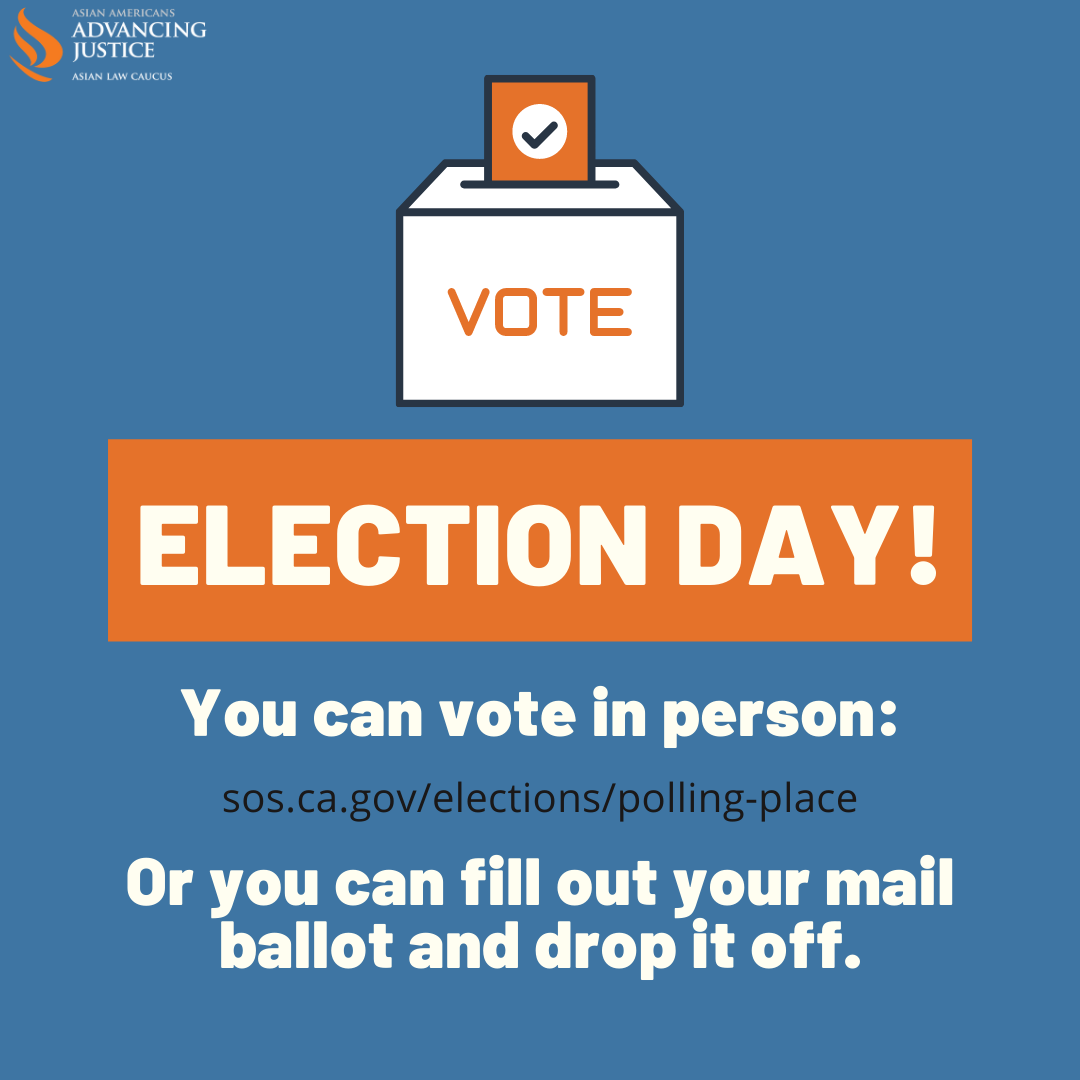 ASIAN AMERICANS
ADVANCING
JUSTICE
ASIAN LAW CAUCUS
VOTE
ELECTION DAY!
You can vote in person:
sos.ca.gov/elections/polling-place
Or you can fill out your mail
ballot and drop it off.